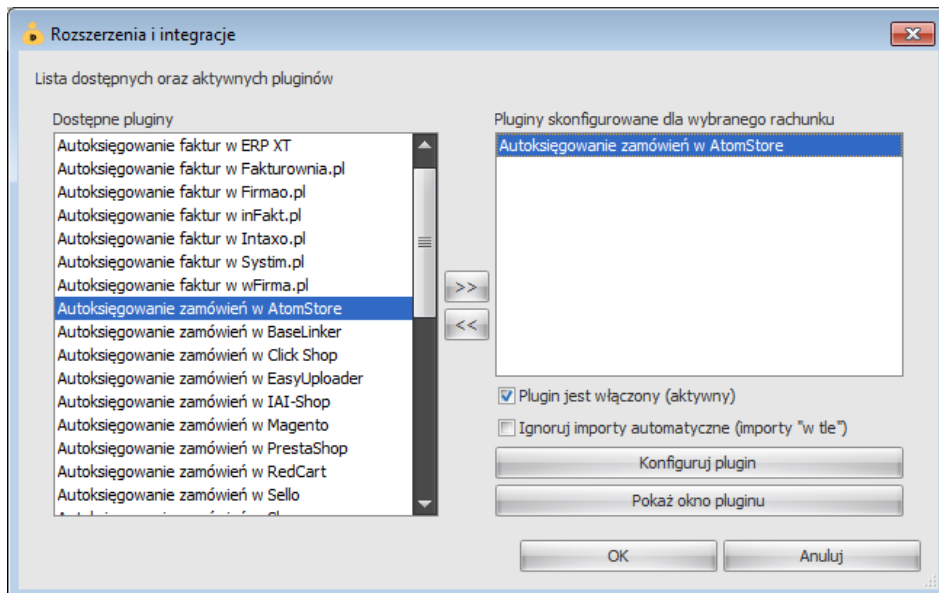 Rozszerzenia i integracje
Lista dostępnych oraz aktywnych pluginów
Dostępne pluginy
Autoksięgowanie faktur w ERP XT
Autoksięgowanie faktur w Fakturownia.pl
Autoksięgowanie faktur w Firmao.pl
Autoksięgowanie faktur w inFakt.pl
Autoksięgowanie faktur w Intaxo.pl
Autoksięgowanie faktur w Systim.pl
Autoksięgowanie faktur w wFirma.pl
Autoksięgowanie zamówień w AtomStore
Autoksięgowanie zamówień w BaseLinker
Autoksięgowanie zamówień w Click Shop
Autoksięgowanie zamówień w EasyUploader
Autoksięgowanie zamówień w IAI-Shop
Autoksięgowanie zamówień w Magento
Autoksięgowanie zamówień w PrestaShop
Autoksięgowanie zamówień w RedCart
Autoksięgowanie zamówień w Sello
>>
<<
Pluginy skonfigurowane dla wybranego rachunku
Autoksięgowanie zamówień w AtomStore
Plugin jest włączony (aktywny)
Ignoruj importy automatyczne (importy "w tle")
Konfiguruj plugin
Pokaż okno pluginu
OK
Anuluj